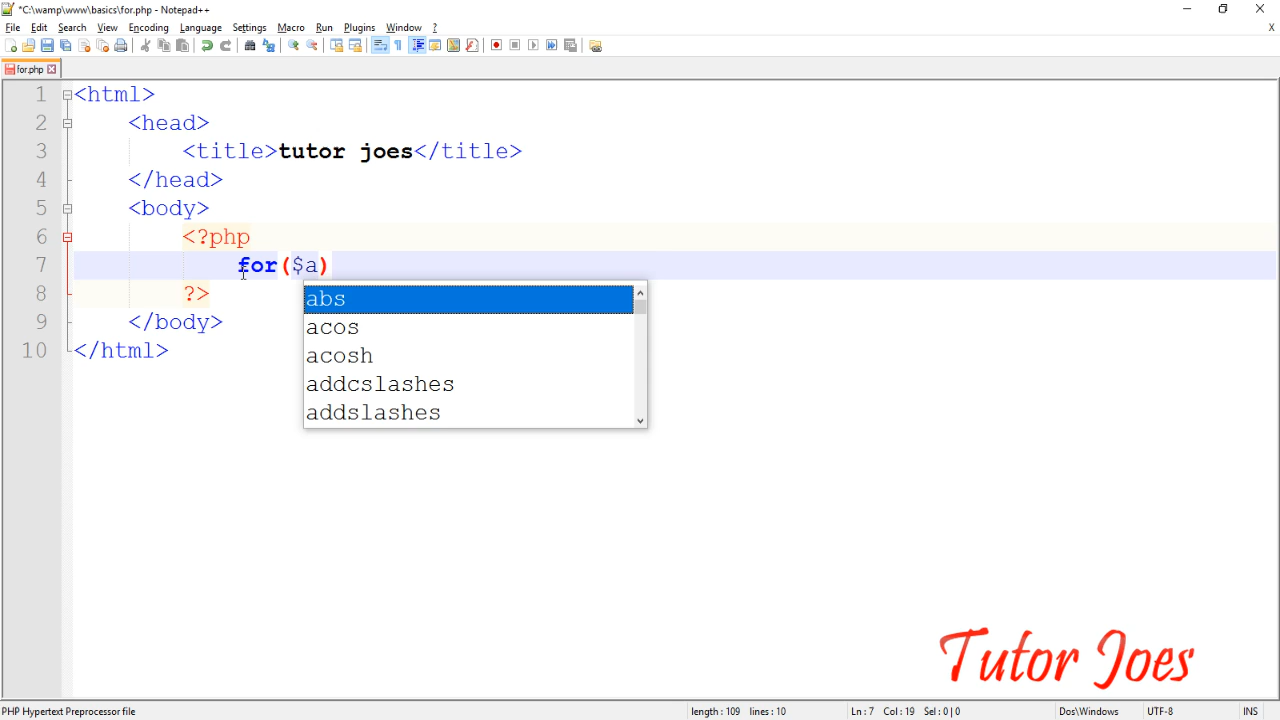 *C:\wamp\www\basics\for.php - Notepad++
File Edit Search View Encoding Language Settings Macro Run Plugins Window ? X
for.php
1 <html>
2 <head>
3 <title>tutor joes</title>
4 </head>
5 <body>
6 <?php
7 for($a)
8 ?>
abs
acos
acosh
addcslashes
addslashes
9 </body>
10 </html>
Tutor Joes
PHP Hypertext Preprocessor file length : 109 lines : 10 Ln : 7 Col : 19 Sel : 0 | 0 Dos\Windows UTF-8 INS